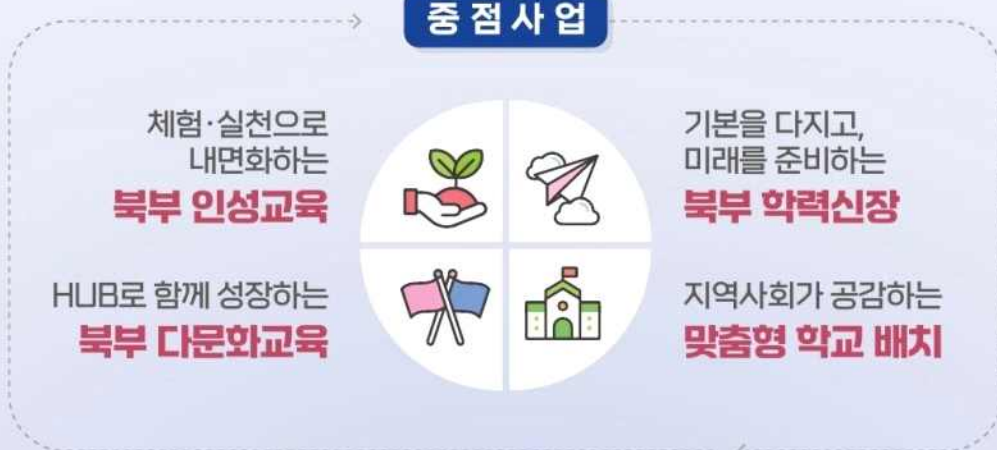 중점사업
체험·실천으로
내면화하는
북부 인성교육
기본을 다지고,
미래를 준비하는
북부 학력신장
HUB로 함께 성장하는
북부 다문화교육
지역사회가 공감하는
맞춤형 학교 배치